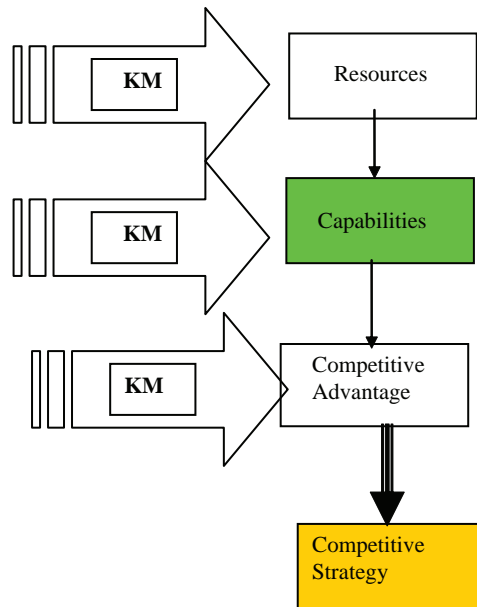 KM
Resources
KM
Capabilities
KM
Competitive
Advantage
Competitive
Strategy